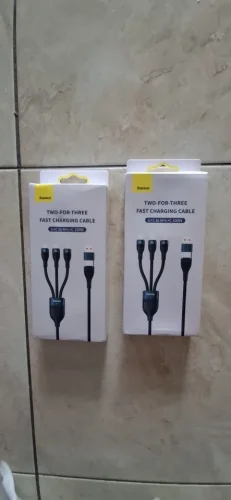 Baseus
TWO-FOR-THREE
FAST CHARGING CABLE
Baseus
TWO-FOR-THREE
FAST CHARGING CABLE